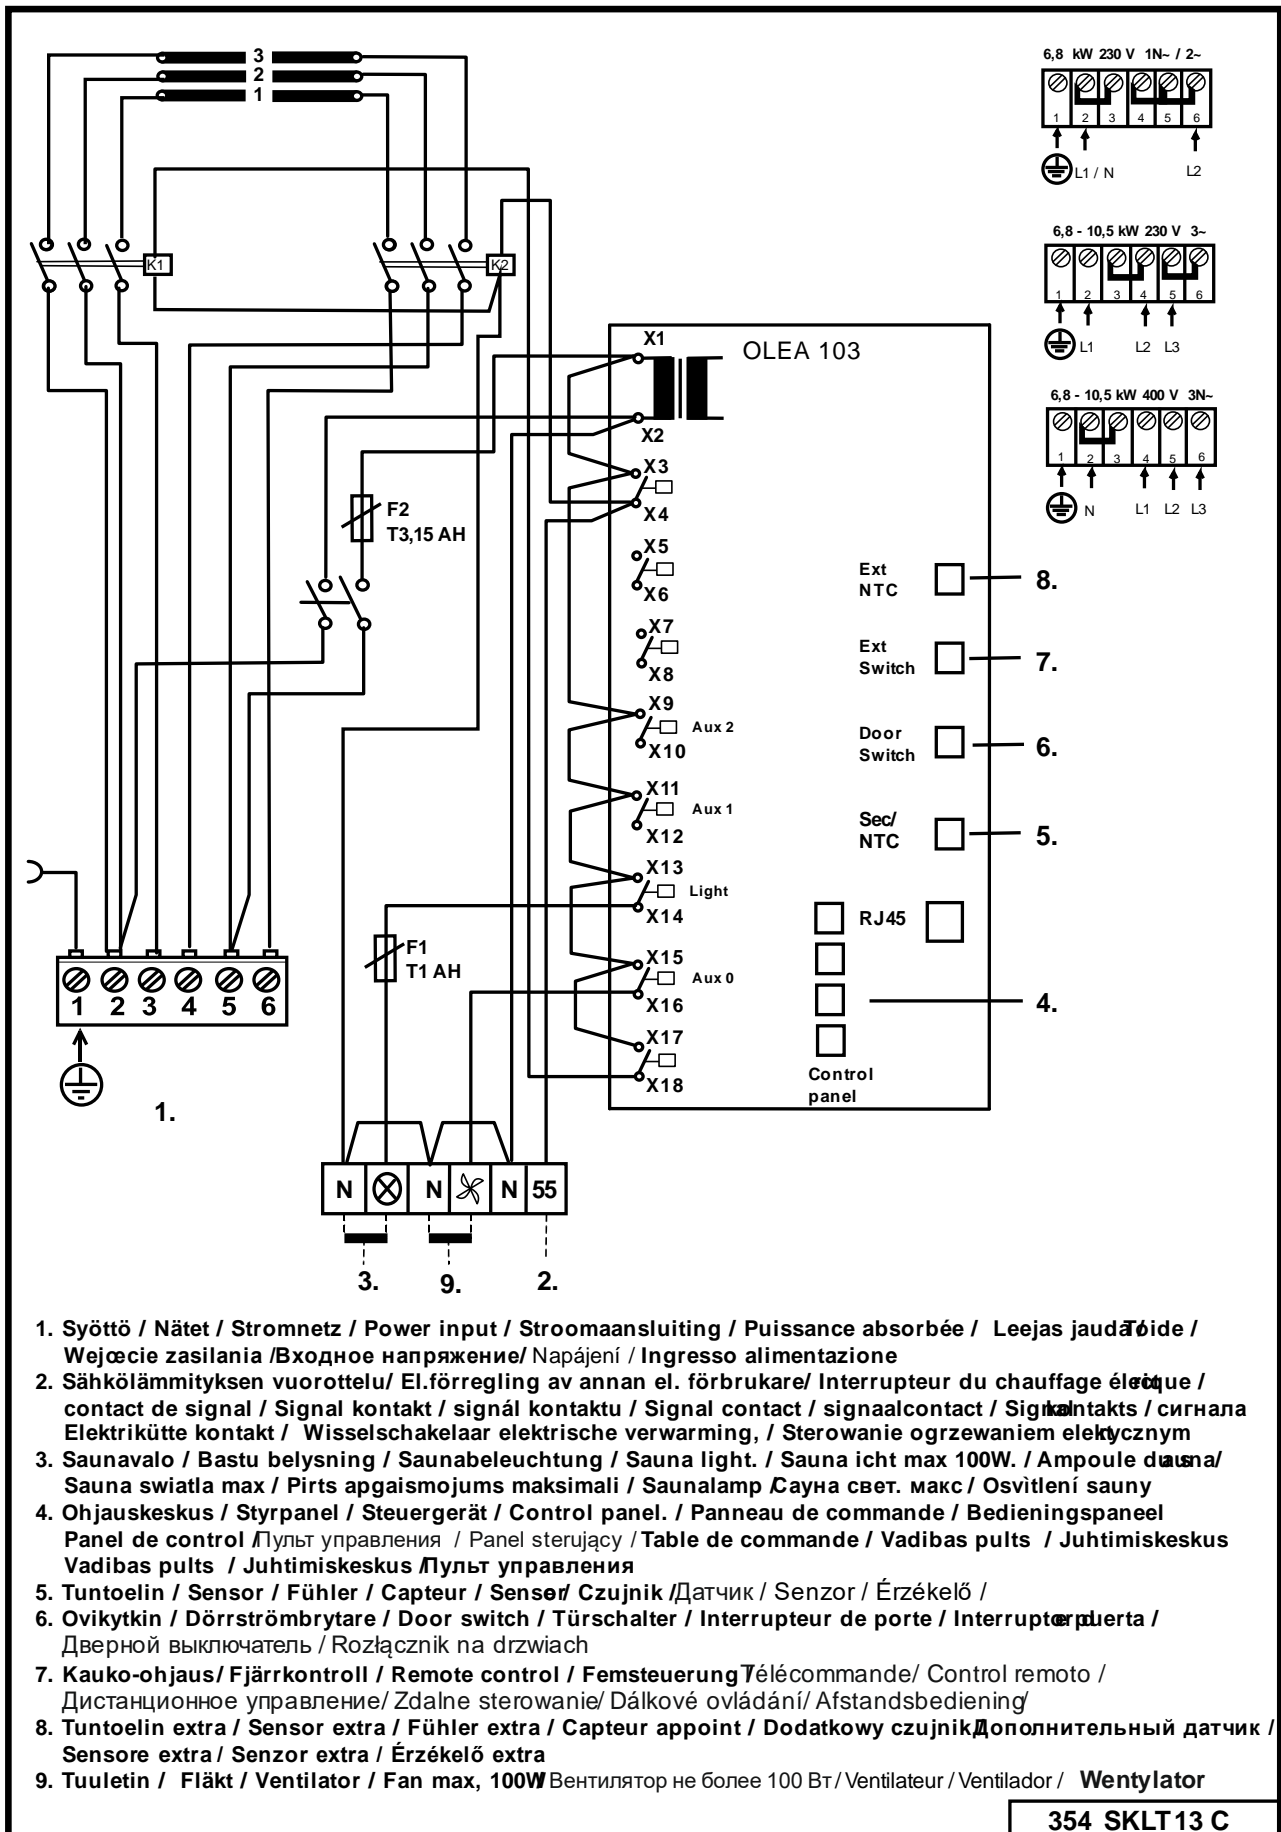 3
2
1
6,8 kW 230 V 1N~ / 2~
1 2 3 4 5 6
L1 / N L2
K1 K2
6,8 - 10,5 kW 230 V 3~
1 2 3 4 5 6
L1 L2 L3
6,8 - 10,5 kW 400 V 3N~
1 2 3 4 5 6
N L1 L2 L3
X1
OLEA 103
X2
X3
X4
F2
T3,15 AH
X5
X6
Ext
NTC
8.
X7
X8
Ext
Switch
7.
X9
Aux 2
X10
Door
Switch
6.
X11
Aux 1
X12
Sec/
NTC
5.
X13
Light
X14
RJ45
F1
T1 AH
X15
Aux 0
X16
4.
X17
X18
Control
panel
1 2 3 4 5 6
1.
N N N 55
3. 9. 2.
1. Syöttö / Nätet / Stromnetz / Power input / Stroomaansluiting / Puissance absorbée / Leejas jauda / Toide /
Wejœcie zasilania /Входное напряжение/ Napájení / Ingresso alimentazione
2. Sähkölämmityksen vuorottelu/ El.förregling av annan el. förbrukare/ Interrupteur du chauffage életrique /
contact de signal / Signal kontakt / signál kontaktu / Signal contact / signaalcontact / Signalkontakts / сигнала
Elektrikütte kontakt / Wisselschakelaar elektrische verwarming, / Sterowanie ogrzewaniem elektrycznym
3. Saunavalo / Bastu belysning / Saunabeleuchtung / Sauna light. / Sauna icht max 100W. / Ampoule du sauna/
Sauna swiatla max / Pirts apgaismojums maksimali / Saunalamp /Сауна свет. макс / Osvìtlení sauny
4. Ohjauskeskus / Styrpanel / Steuergerät / Control panel. / Panneau de commande / Bedieningspaneel
Panel de control /Пульт управления / Panel sterujący / Table de commande / Vadibas pults / Juhtimiskeskus
Vadibas pults / Juhtimiskeskus /Пульт управления
5. Tuntoelin / Sensor / Fühler / Capteur / Sensor/ Czujnik /Датчик / Senzor / Érzékelő /
6. Ovikytkin / Dörrströmbrytare / Door switch / Türschalter / Interrupteur de porte / Interruptor puerta /
Дверной выключатель / Rozłącznik na drzwiach
7. Kauko-ohjaus/ Fjärrkontroll / Remote control / Femsteuerung /Télécommande/ Control remoto /
Дистанционное управление/ Zdalne sterowanie/ Dálkové ovládání/ Afstandsbediening/
8. Tuntoelin extra / Sensor extra / Fühler extra / Capteur appoint / Dodatkowy czujnik/Дополнительный датчик /
Sensore extra / Senzor extra / Érzékelő extra
9. Tuuletin / Fläkt / Ventilator / Fan max, 100W/ Вентилятор не более 100 Вт / Ventilateur / Ventilador / Wentylator
354 SKLT13 C